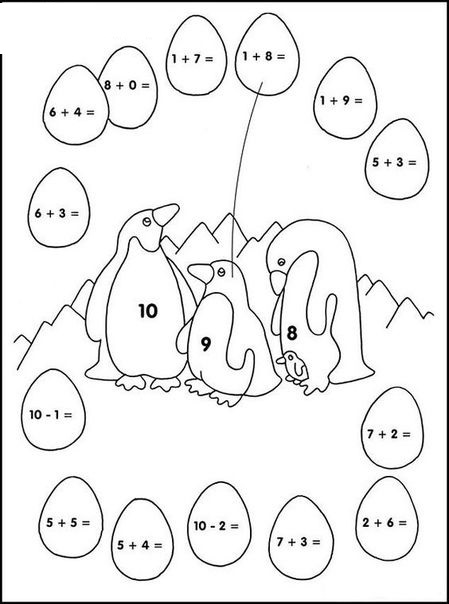 1 + 7 =
1 + 8 =
8 + 0 =
6 + 4 =
1 + 9 =
5 + 3 =
6 + 3 =
10
9
8
10 - 1 =
7 + 2 =
5 + 5 =
5 + 4 =
10 - 2 =
7 + 3 =
2 + 6 =